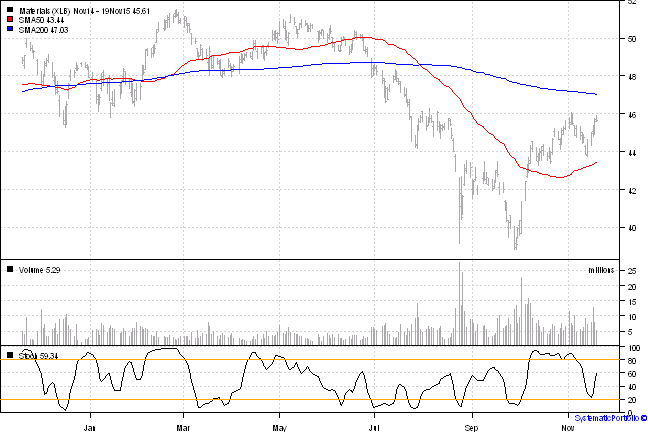 Materials (XLB) Nov14 - 19Nov15 45.61
SMA50 43.44
SMA200 47.03
52
50
48
46
44
42
40
Volume 5.29
millions
25
20
15
10
5
Stoch 59.34
100
80
60
40
20
0
Jan Mar May Jul Sep Nov
SystematicPortfolio ©